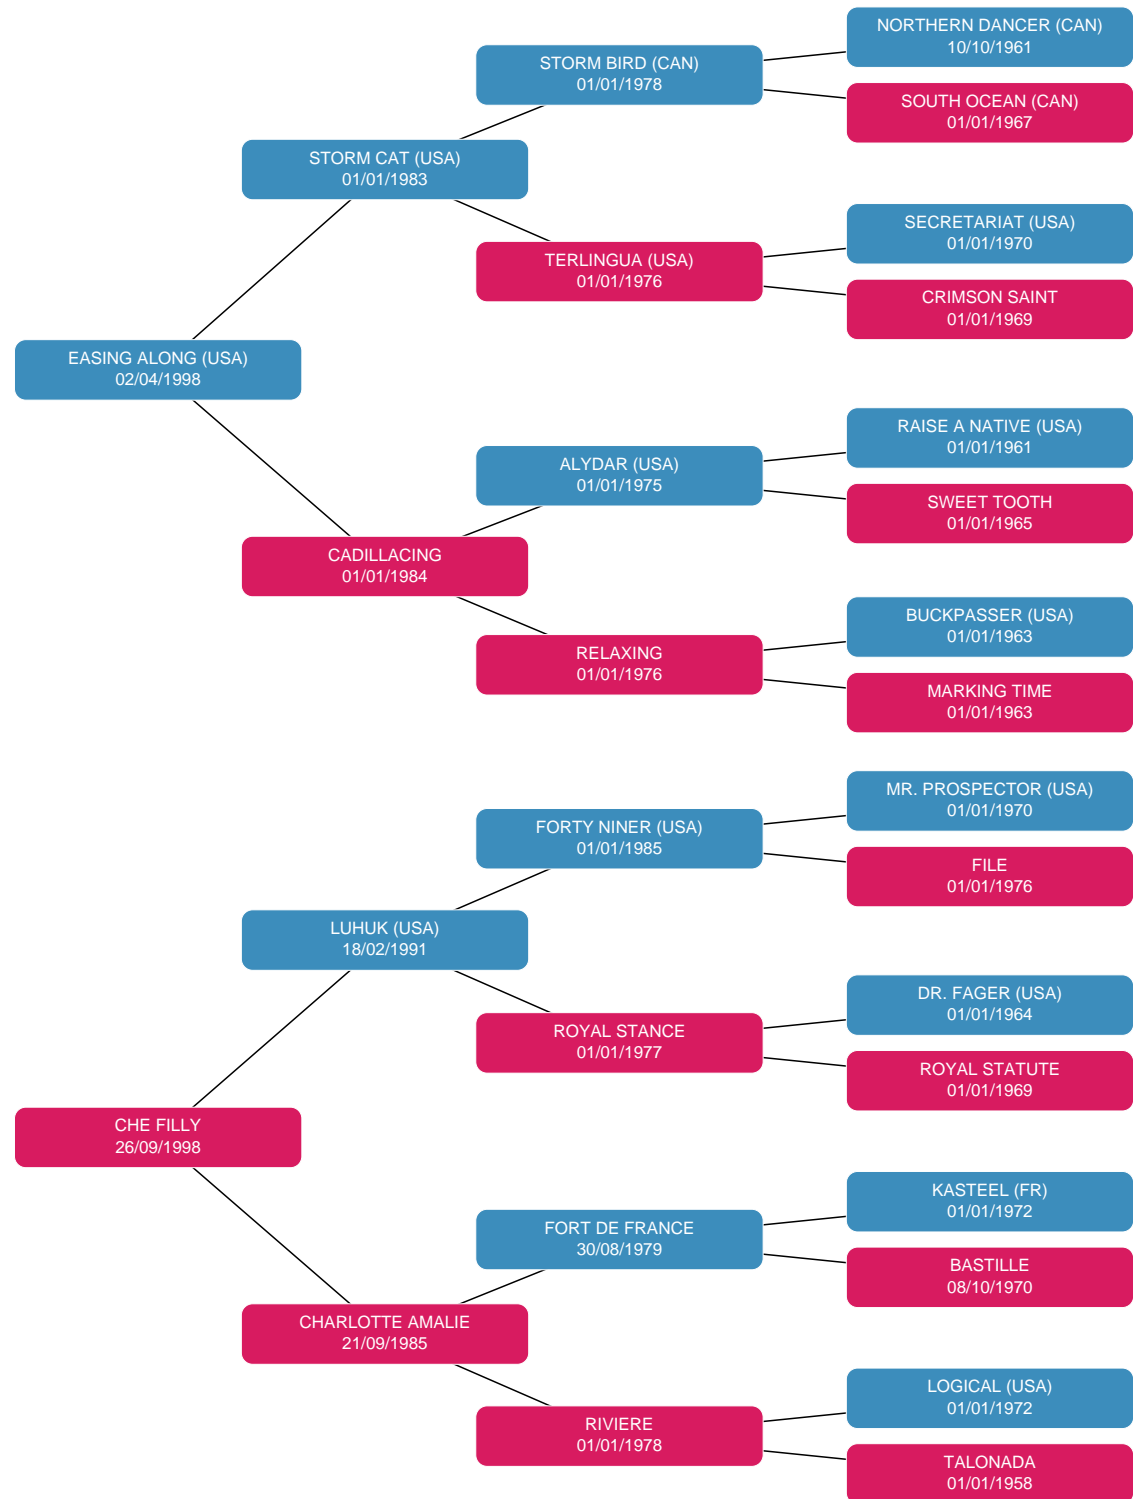 NORTHERN DANCER (CAN)
10/10/1961
STORM BIRD (CAN)
01/01/1978
SOUTH OCEAN (CAN)
01/01/1967
STORM CAT (USA)
01/01/1983
SECRETARIAT (USA)
01/01/1970
TERLINGUA (USA)
01/01/1976
CRIMSON SAINT
01/01/1969
EASING ALONG (USA)
02/04/1998
RAISE A NATIVE (USA)
01/01/1961
ALYDAR (USA)
01/01/1975
SWEET TOOTH
01/01/1965
CADILLACING
01/01/1984
BUCKPASSER (USA)
01/01/1963
RELAXING
01/01/1976
MARKING TIME
01/01/1963
MR. PROSPECTOR (USA)
01/01/1970
FORTY NINER (USA)
01/01/1985
FILE
01/01/1976
LUHUK (USA)
18/02/1991
DR. FAGER (USA)
01/01/1964
ROYAL STANCE
01/01/1977
ROYAL STATUTE
01/01/1969
CHE FILLY
26/09/1998
KASTEEL (FR)
01/01/1972
FORT DE FRANCE
30/08/1979
BASTILLE
08/10/1970
CHARLOTTE AMALIE
21/09/1985
LOGICAL (USA)
01/01/1972
RIVIERE
01/01/1978
TALONADA
01/01/1958